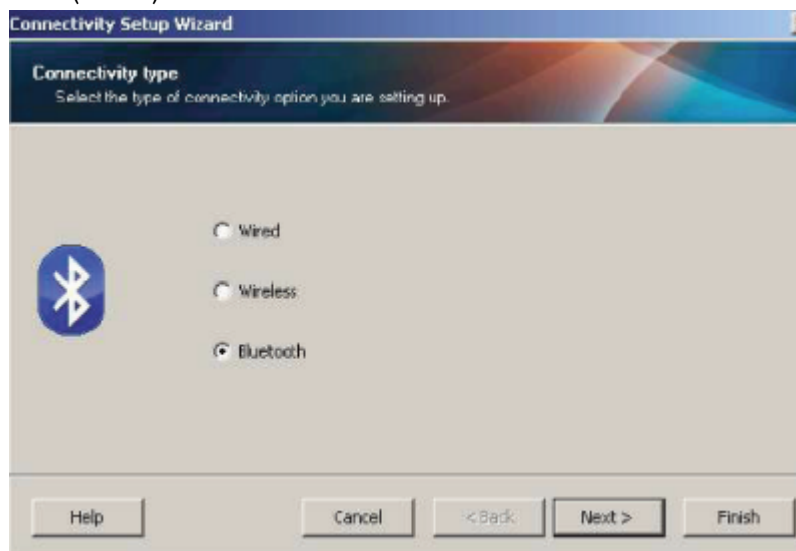 Connectivity Setup Wizard
Connectivity type
Select the type of connectivity option you are setting up.
Wired
Wireless
Bluetooth
Help
Cancel
< Back
Next >
Finish